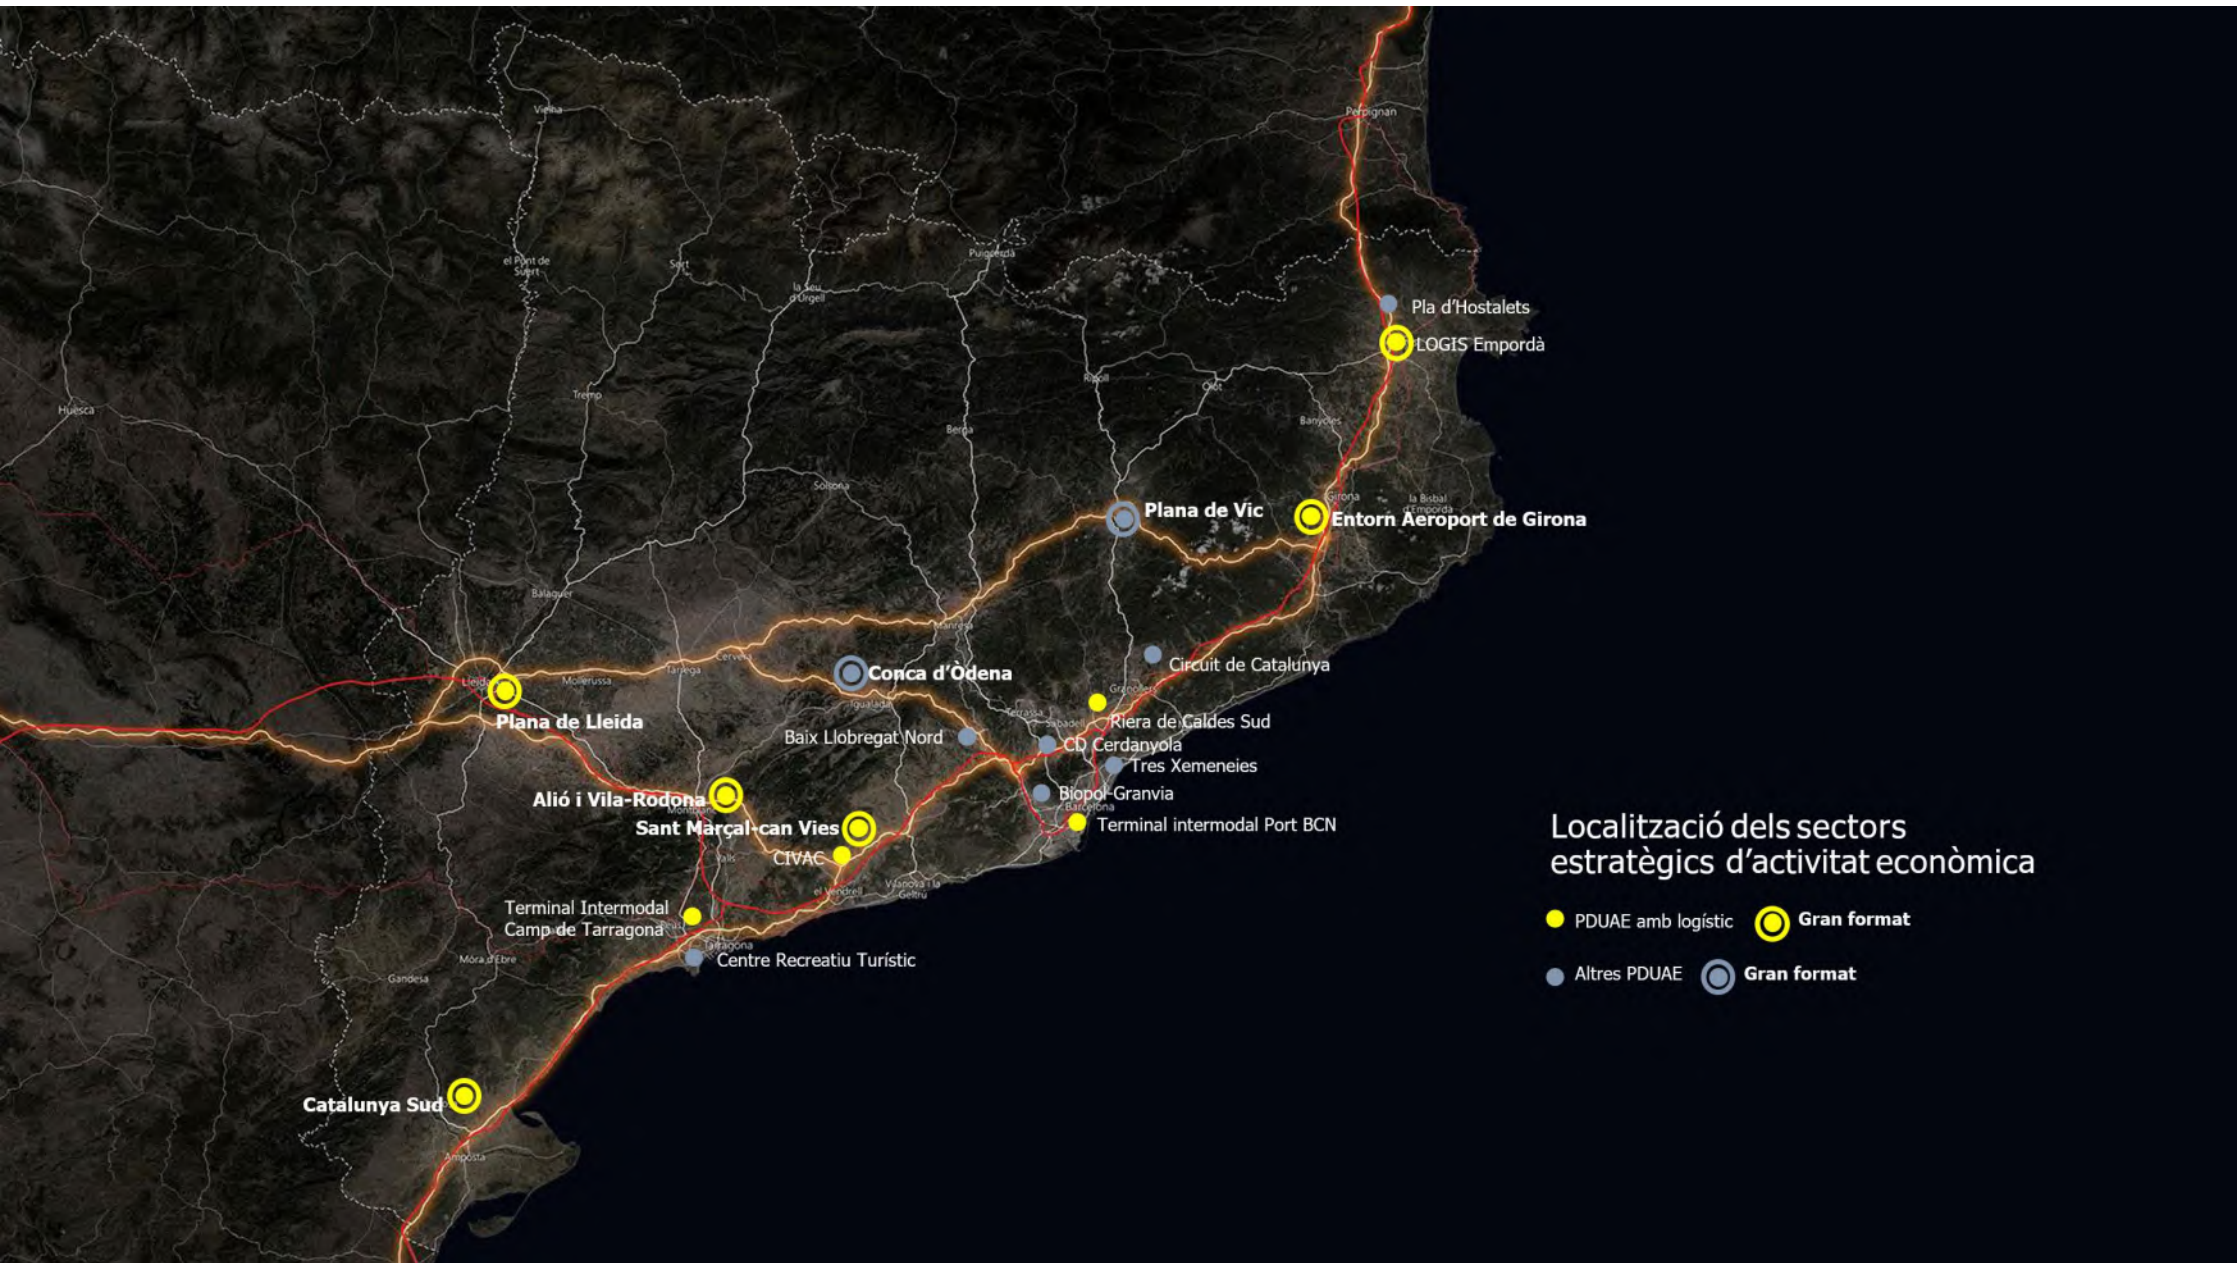 Vielha
Perpignan
el Pont de
Suert
Sort
Puigcerdà
la Seu
d'Urgell
Pla d'Hostalets
LOGIS Empordà
Ripoll
Olot
Tremp
Huesca
Banyoles
Berga
Solsona
Girona
la Bisbal
d'Empordà
Plana de Vic
Entorn Aeroport de Girona
Balaguer
Manresa
Cervera
Tàrrega
Mollerussa
Lleida
Conca d'Òdena
Circuit de Catalunya
Granollers
Igualada
Terrassa
Sabadell
Plana de Lleida
Riera de Caldes Sud
Baix Llobregat Nord
CD Cerdanyola
Tres Xemeneies
Biopol-Granvia
Barcelona
Alió i Vila-Rodona
Montblanc
Terminal intermodal Port BCN
Sant Marçal-can Vies
CIVAC
Valls
el Vendrell
Vilanova i la
Geltrú
Terminal Intermodal
Camp de Tarragona
Reus
Tarragona
Centre Recreatiu Turístic
Móra d'Ebre
Gandesa
Catalunya Sud
Amposta
Localització dels sectors
estratègics d'activitat econòmica
PDUAE amb logístic
Gran format
Altres PDUAE
Gran format